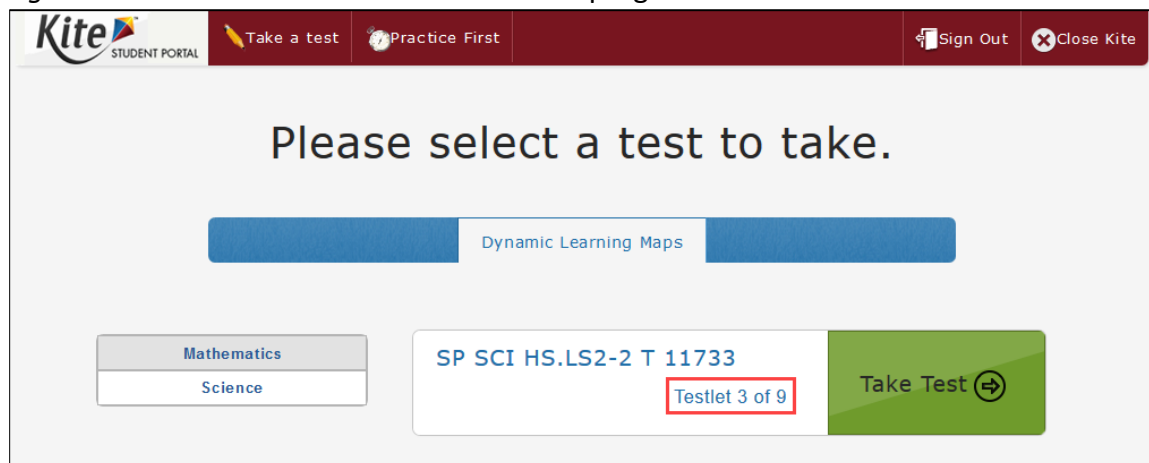 Kite STUDENT PORTAL
Take a test
Practice First
Sign Out
Close Kite
Please select a test to take.
Dynamic Learning Maps
Mathematics
Science
SP SCI HS.LS2-2 T 11733
Testlet 3 of 9
Take Test